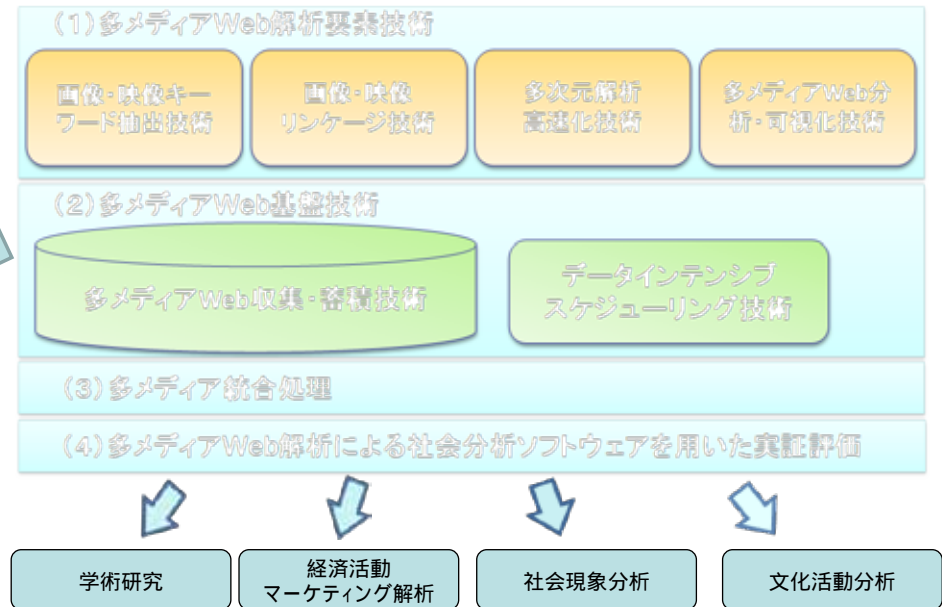 (1)多メディアWeb解析要素技術
画像・映像キー
ワード抽出技術
画像・映像
リンケージ技術
多次元解析
高速化技術
多メディアWeb分
析・可視化技術
(2)多メディアWeb基盤技術
多メディアWeb収集・蓄積技術
データインテンシブ
スケジューリング技術
(3)多メディア統合処理
(4)多メディアWeb解析による社会分析ソフトウェアを用いた実証評価
学術研究
経済活動
マーケティング解析
社会現象分析
文化活動分析